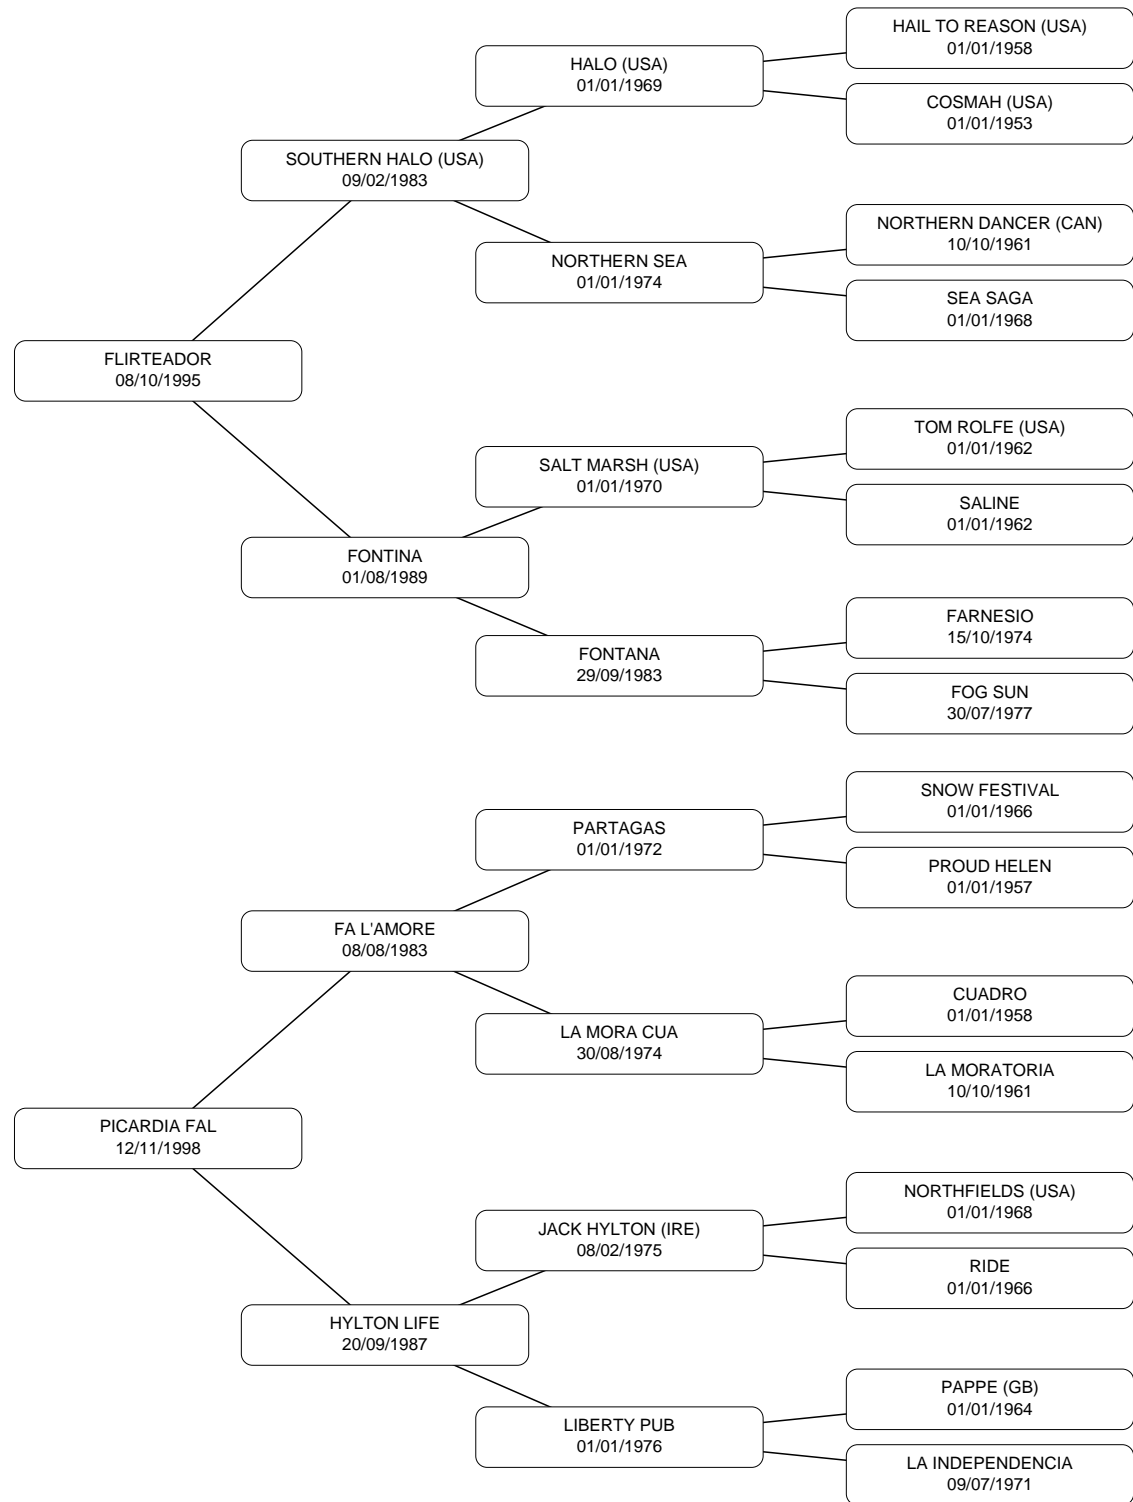 HAIL TO REASON (USA)
01/01/1958
HALO (USA)
01/01/1969
COSMAH (USA)
01/01/1953
SOUTHERN HALO (USA)
09/02/1983
NORTHERN DANCER (CAN)
10/10/1961
NORTHERN SEA
01/01/1974
SEA SAGA
01/01/1968
FLIRTEADOR
08/10/1995
TOM ROLFE (USA)
01/01/1962
SALT MARSH (USA)
01/01/1970
SALINE
01/01/1962
FONTINA
01/08/1989
FARNESIO
15/10/1974
FONTANA
29/09/1983
FOG SUN
30/07/1977
SNOW FESTIVAL
01/01/1966
PARTAGAS
01/01/1972
PROUD HELEN
01/01/1957
FA L'AMORE
08/08/1983
CUADRO
01/01/1958
LA MORA CUA
30/08/1974
LA MORATORIA
10/10/1961
PICARDIA FAL
12/11/1998
NORTHFIELDS (USA)
01/01/1968
JACK HYLTON (IRE)
08/02/1975
RIDE
01/01/1966
HYLTON LIFE
20/09/1987
PAPPE (GB)
01/01/1964
LIBERTY PUB
01/01/1976
LA INDEPENDENCIA
09/07/1971